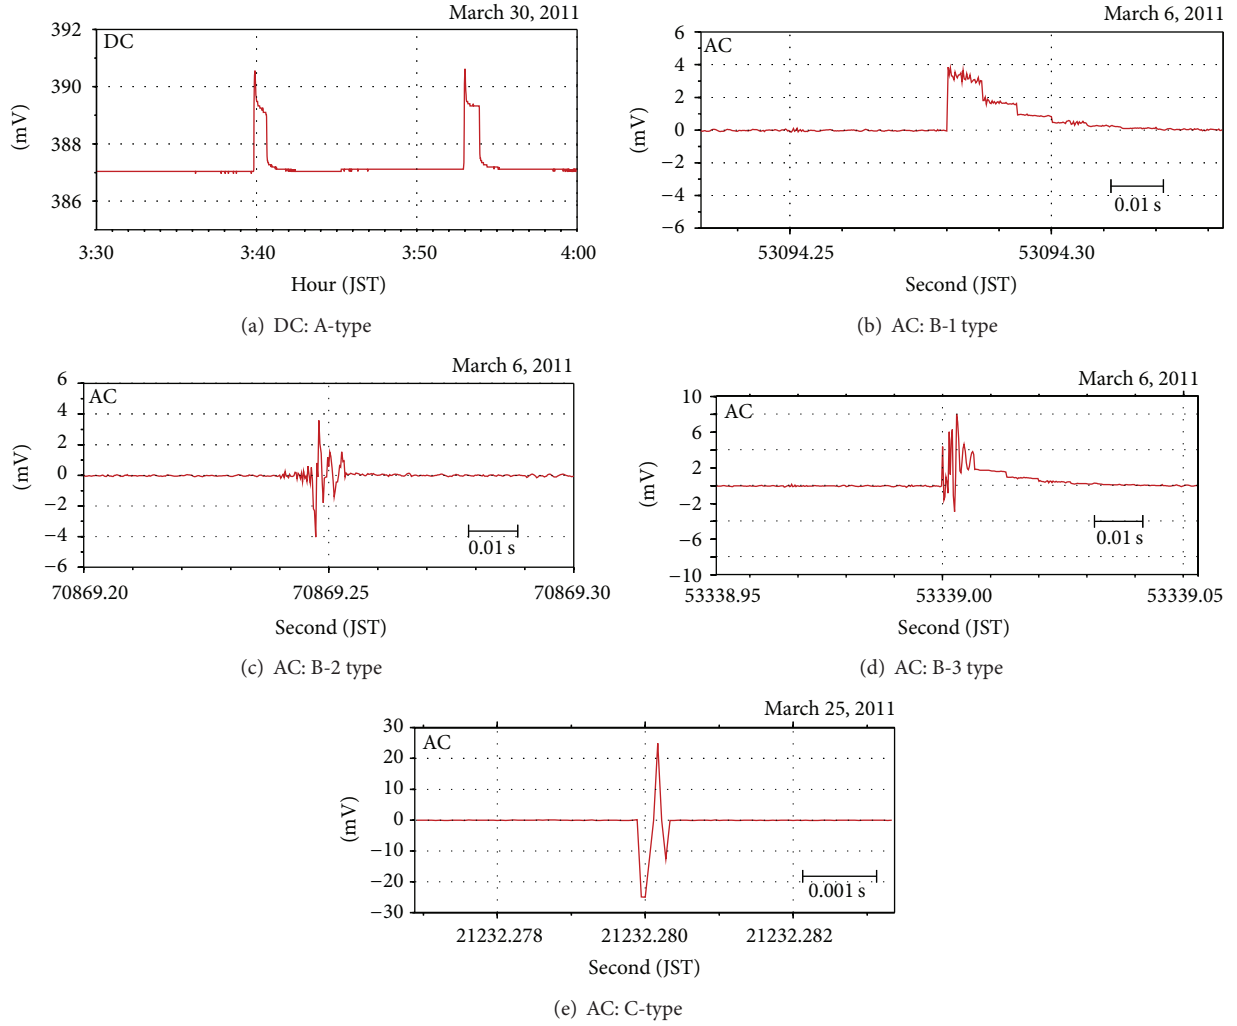 March 30, 2011
DC
392
390
388
386
(mV)
3:30 3:40 3:50 4:00
Hour (JST)
(a) DC: A-type
March 6, 2011
AC
6
4
2
0
−2
−4
−6
(mV)
0.01 s
53094.25 53094.30
Second (JST)
(b) AC: B-1 type
March 6, 2011
AC
6
4
2
0
−2
−4
−6
(mV)
0.01 s
70869.20 70869.25 70869.30
Second (JST)
(c) AC: B-2 type
March 6, 2011
AC
10
6
2
−2
−6
−10
(mV)
0.01 s
53338.95 53339.00 53339.05
Second (JST)
(d) AC: B-3 type
March 25, 2011
AC
30
20
10
0
−10
−20
−30
(mV)
0.001 s
21232.278 21232.280 21232.282
Second (JST)
(e) AC: C-type